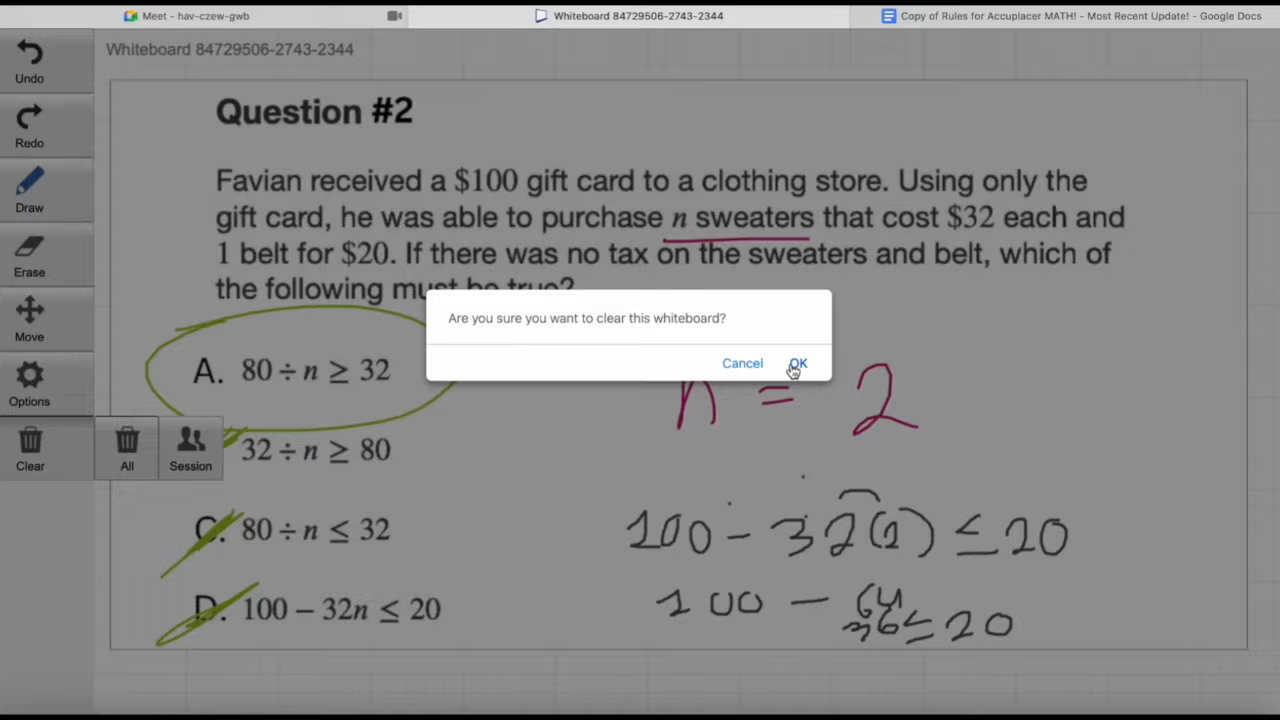 Meet - hav-czew-gwb
Whiteboard 84729506-2743-2344
Copy of Rules for Accuplacer MATH! - Most Recent Update! - Google Docs
Whiteboard 84729506-2743-2344
Undo
Redo
Draw
Erase
Move
Options
Clear
All
Session
Question #2
Favian received a $100 gift card to a clothing store. Using only the
gift card, he was able to purchase n sweaters that cost $32 each and
1 belt for $20. If there was no tax on the sweaters and belt, which of
the following must be true?
Are you sure you want to clear this whiteboard?
Cancel OK
A. 80 ÷ n ≥ 32
n = 2
32 ÷ n ≥ 80
C. 80 ÷ n ≤ 32
100 - 32(2) ≤ 20
D. 100 – 32n ≤ 20
100 - 64
36 ≤ 20